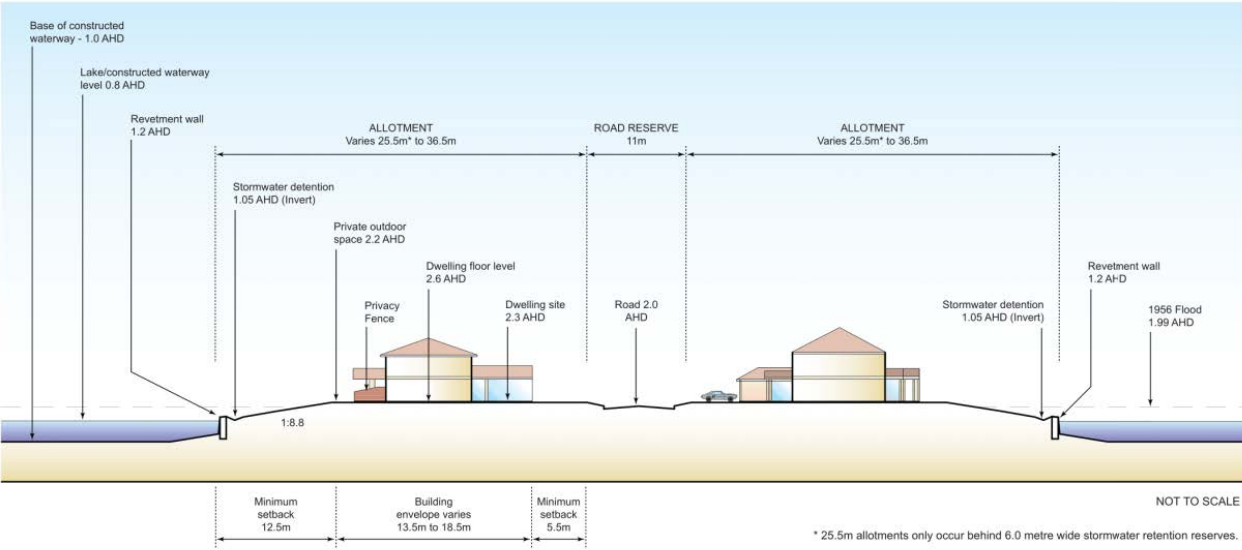 Base of constructed
waterway - 1.0 AHD
Lake/constructed waterway
level 0.8 AHD
Revetment wall
1.2 AHD
ALLOTMENT
Varies 25.5m* to 36.5m
ROAD RESERVE
11m
ALLOTMENT
Varies 25.5m* to 36.5m
Stormwater detention
1.05 AHD (Invert)
Private outdoor
space 2.2 AHD
Dwelling floor level
2.6 AHD
Privacy
Fence
Dwelling site
2.3 AHD
Road 2.0
AHD
Stormwater detention
1.05 AHD (Invert)
Revetment wall
1.2 AHD
1956 Flood
1.99 AHD
1:8.8
Minimum
setback
12.5m
Building
envelope varies
13.5m to 18.5m
Minimum
setback
5.5m
NOT TO SCALE
* 25.5m allotments only occur behind 6.0 metre wide stormwater retention reserves.